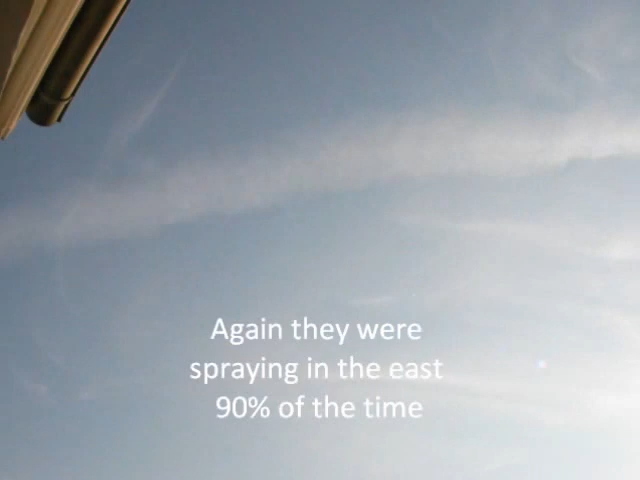 Again they were
spraying in the east
90% of the time